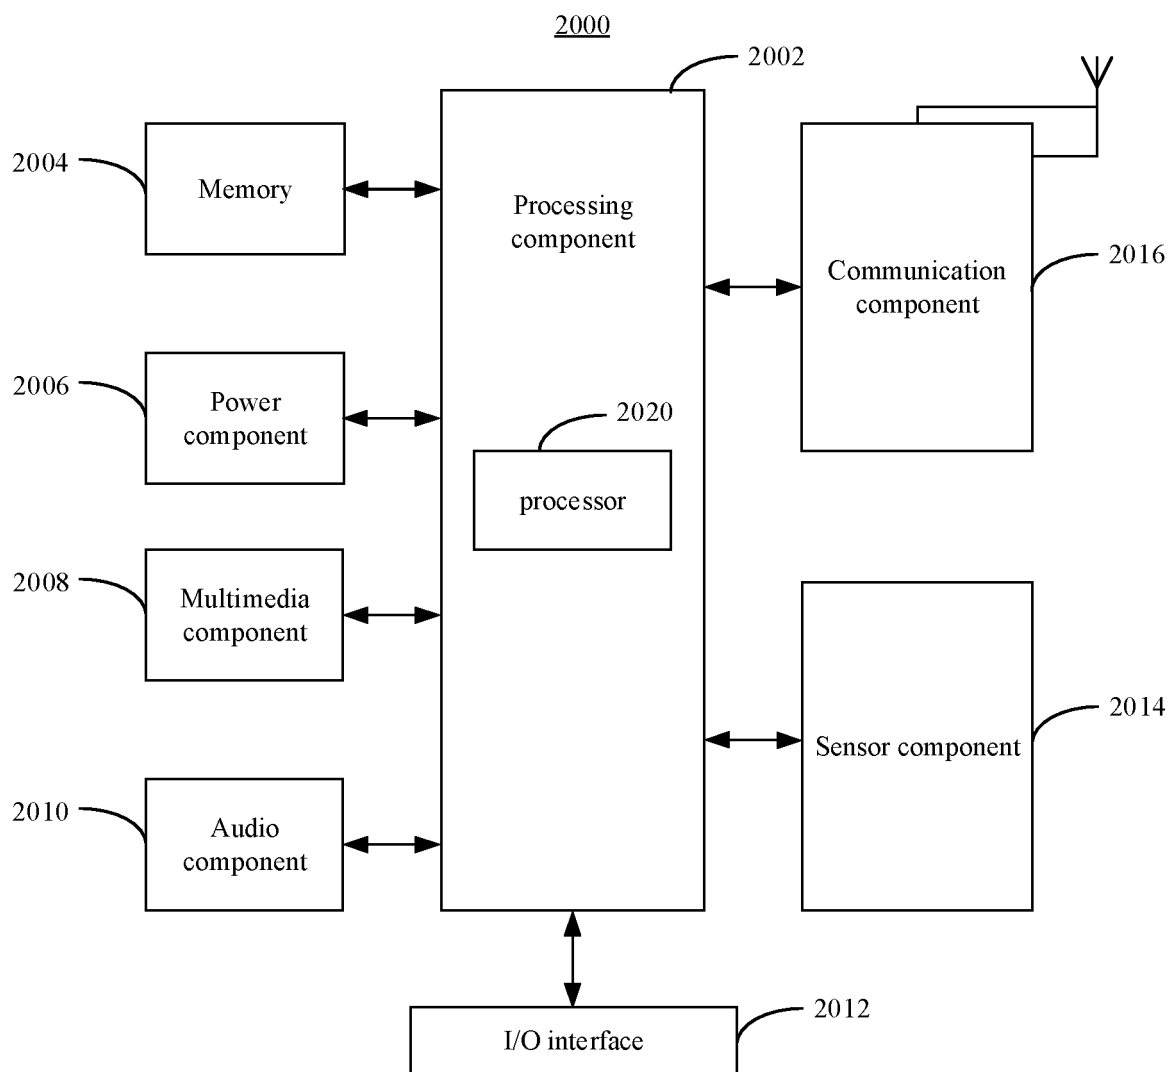 2000
2002
2004
Memory
Processing
component
Communication
component
2016
2006
Power
component
2020
processor
2008
Multimedia
component
2014
Sensor component
2010
Audio
component
2012
I/O interface